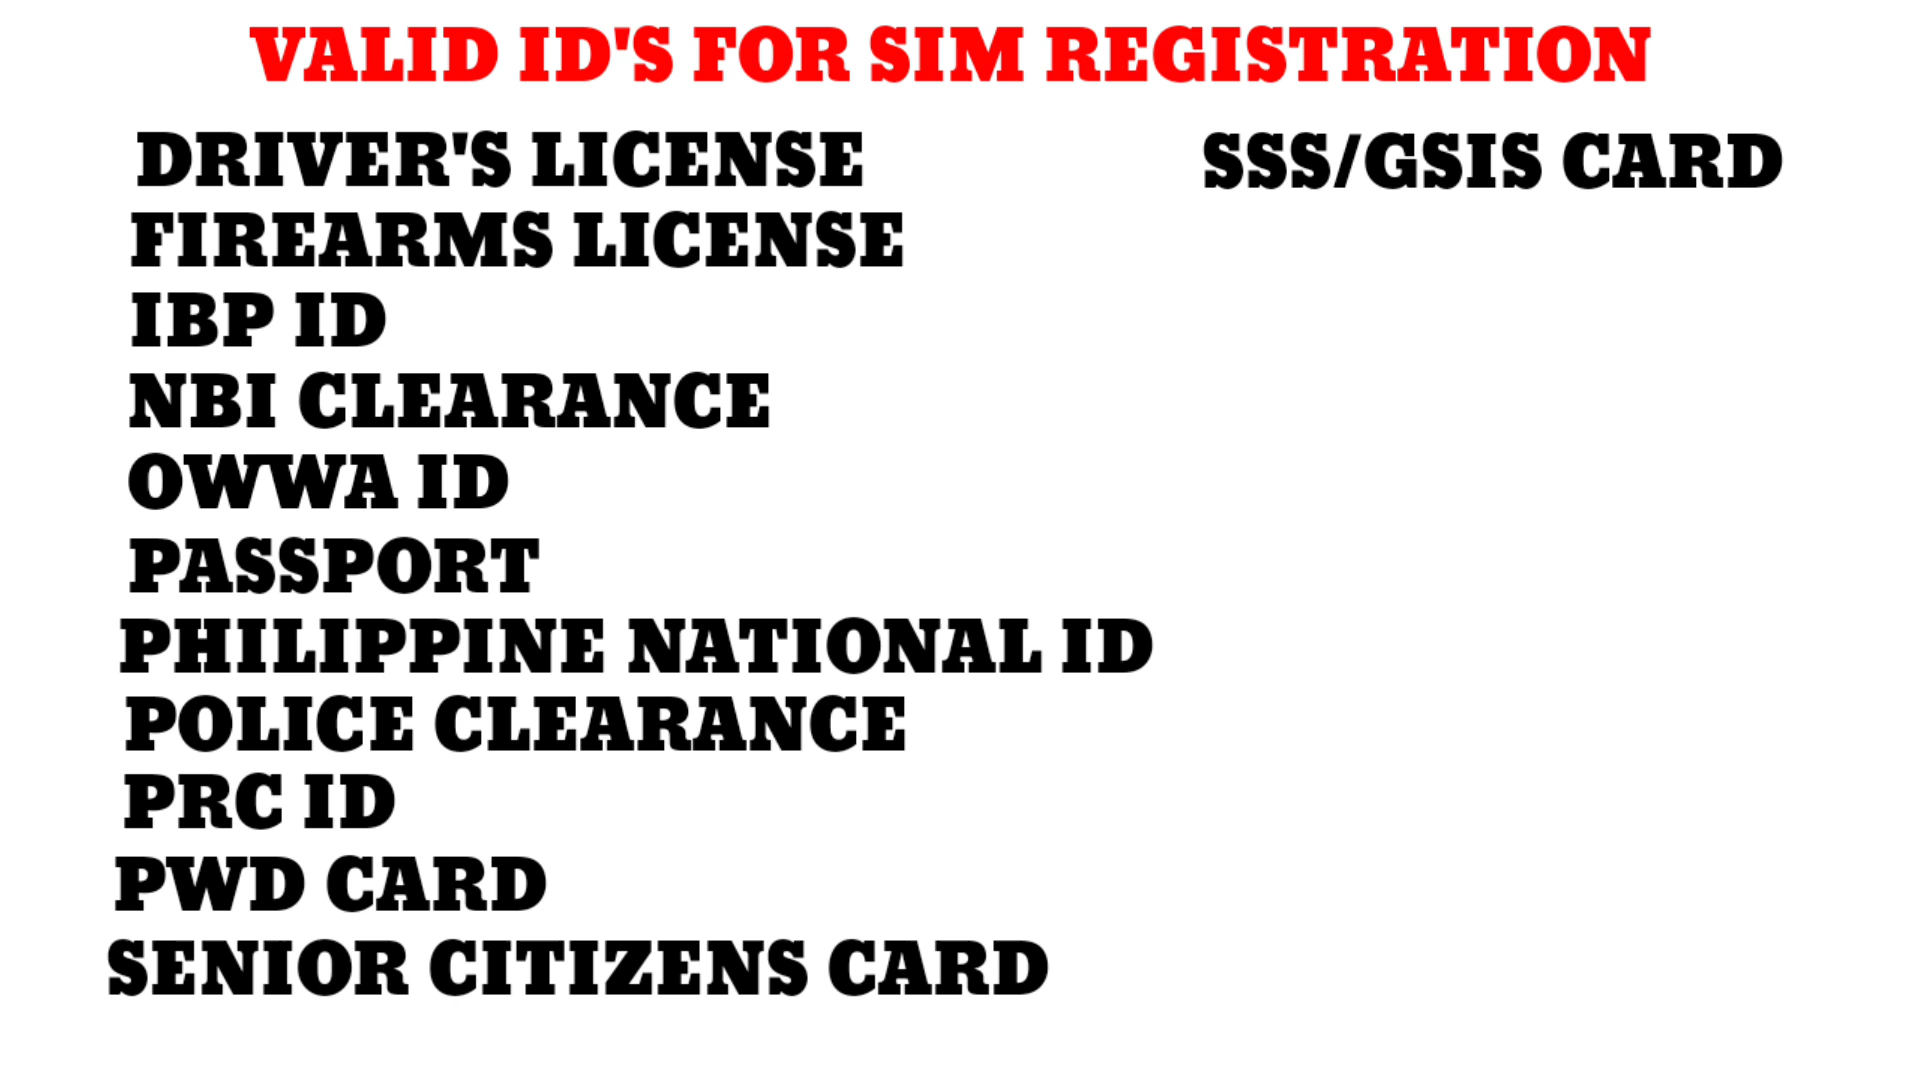 VALID ID'S FOR SIM REGISTRATION
DRIVER'S LICENSE
FIREARMS LICENSE
IBP ID
NBI CLEARANCE
OWWA ID
PASSPORT
PHILIPPINE NATIONAL ID
POLICE CLEARANCE
PRC ID
PWD CARD
SENIOR CITIZENS CARD
SSS/GSIS CARD